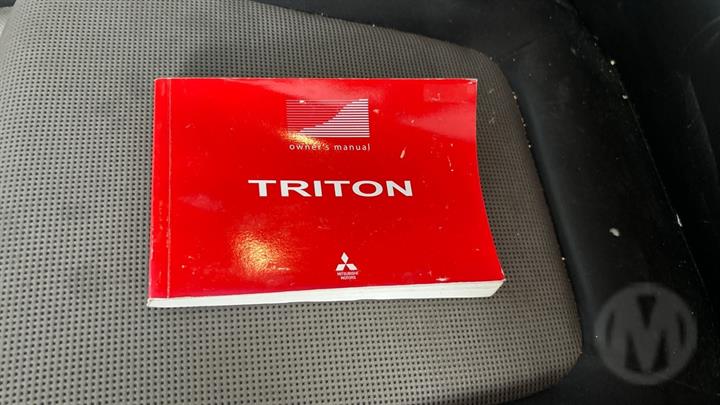 owner's manual
TRITON
MITSUBISHI
MOTORS
M